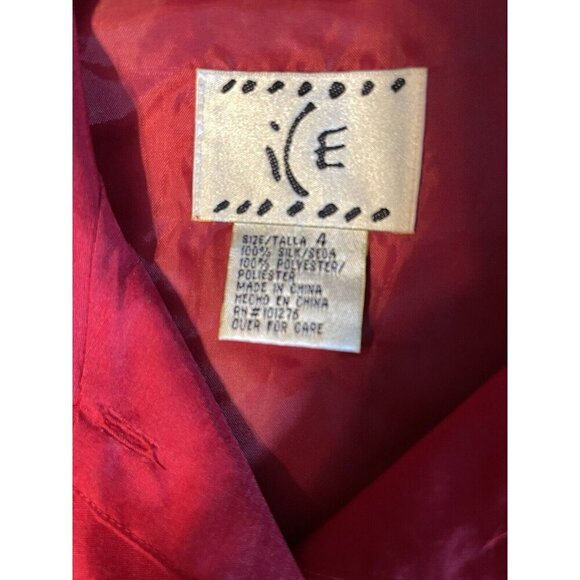 iCE
SIZE/TALLA 4
100% SILK/SEDA
100% POLYESTER/
POLIESTER
MADE IN CHINA
HECHO EN CHINA
RN#101276
OVER FOR CARE